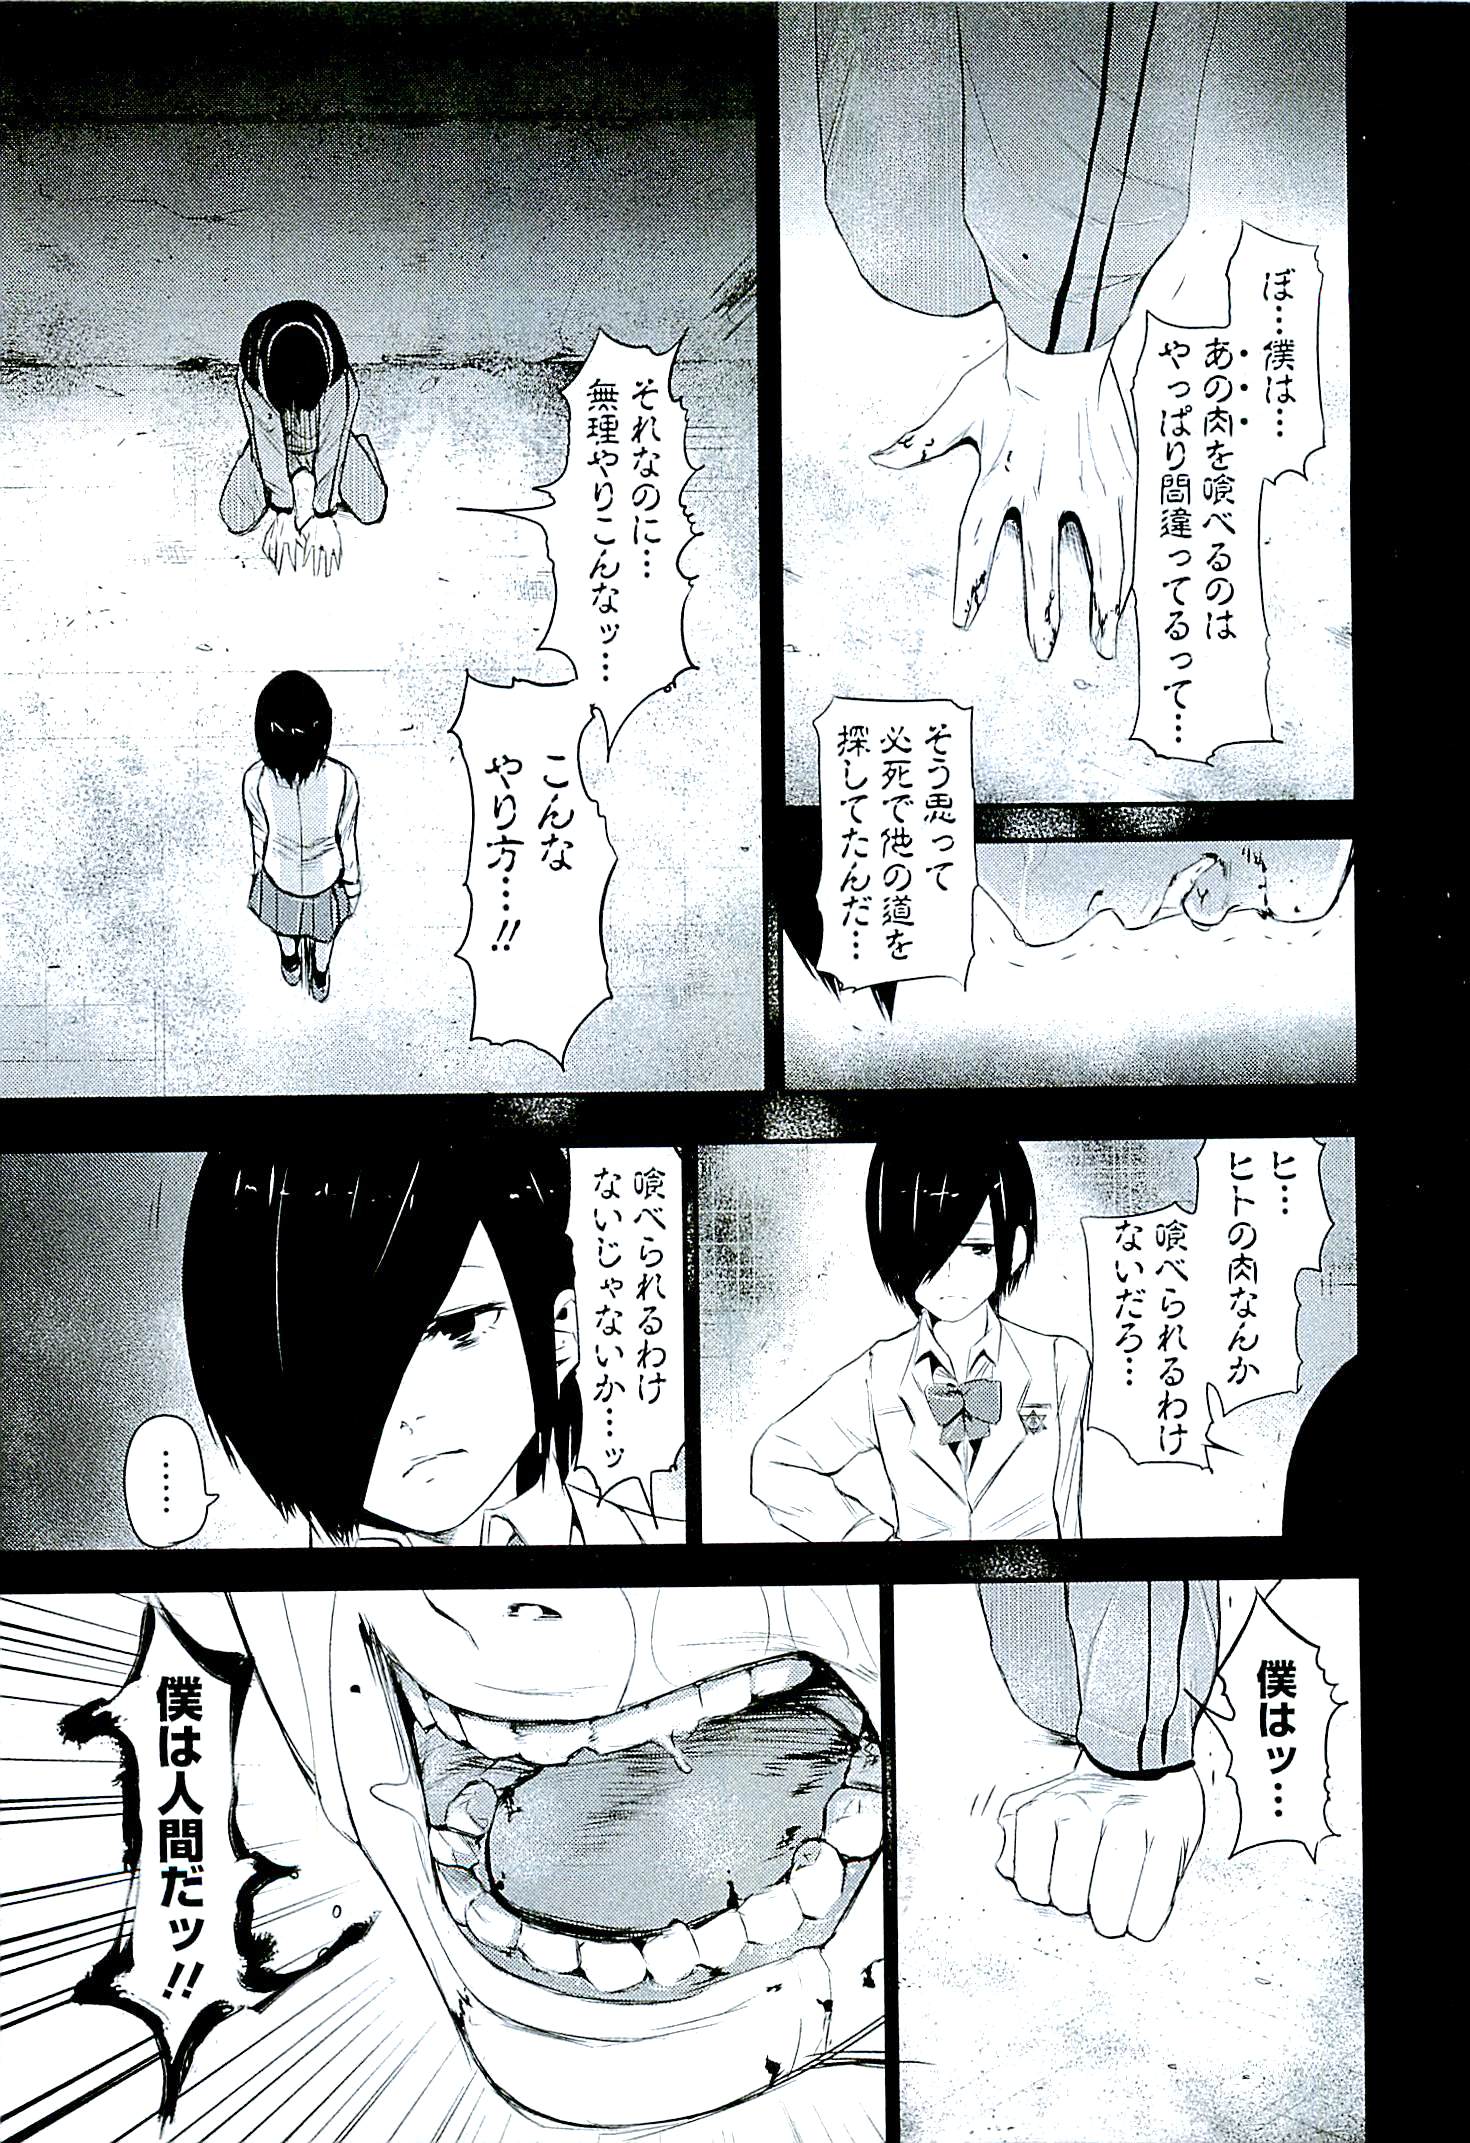 ぼ…僕は…
あの肉を喰べるのは
やっぱり間違ってるって…
そう思って
必死で他の道を
探してたんだ…
それなのに…
無理やりこんなッ…
こんな
やり方…!!
ヒ…
ヒトの肉なんか
喰べられるわけ
ないだろ…
喰べられるわけ
ないじゃないか…ッ
……
僕はッ…
僕は人間だッ!!